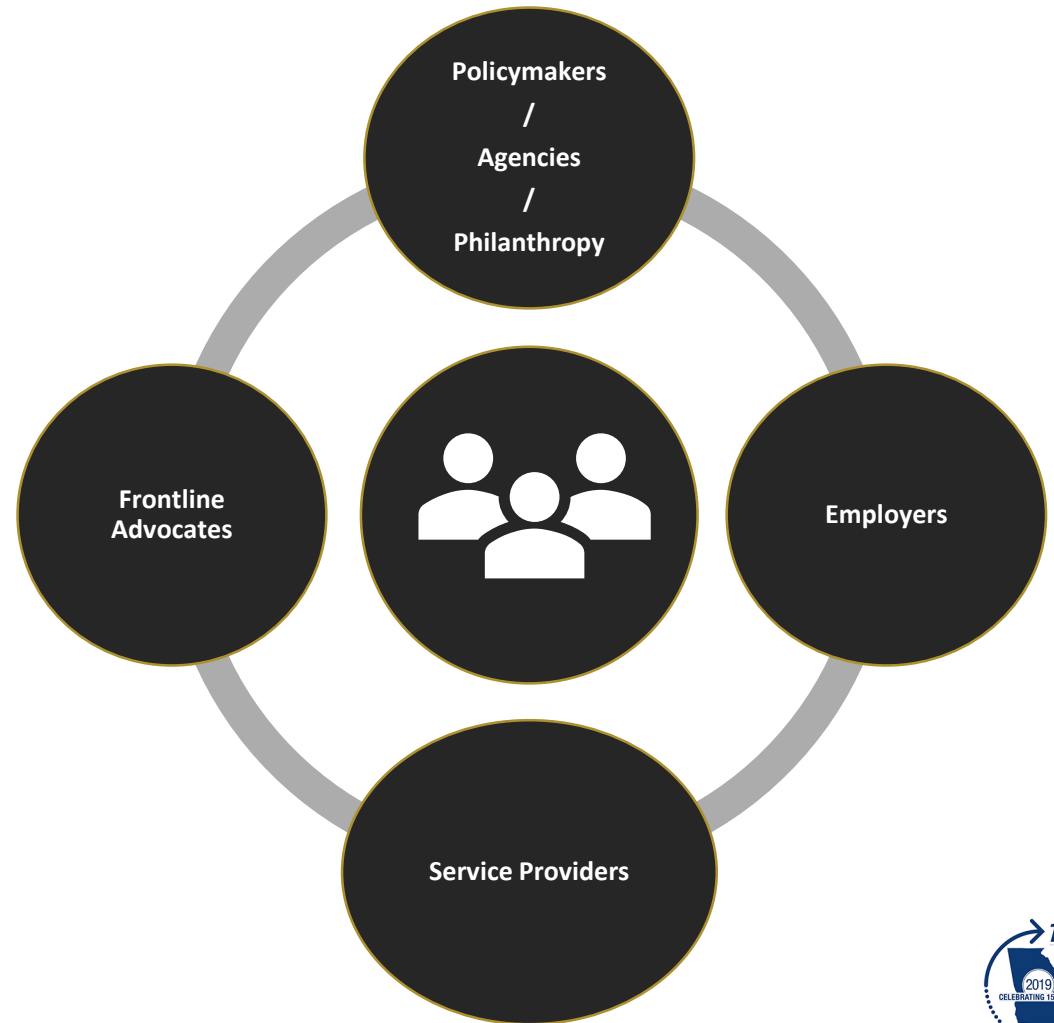 Policymakers
/
Agencies
/
Philanthropy
Frontline
Advocates
Employers
Service Providers
2019
CELEBRATING 15